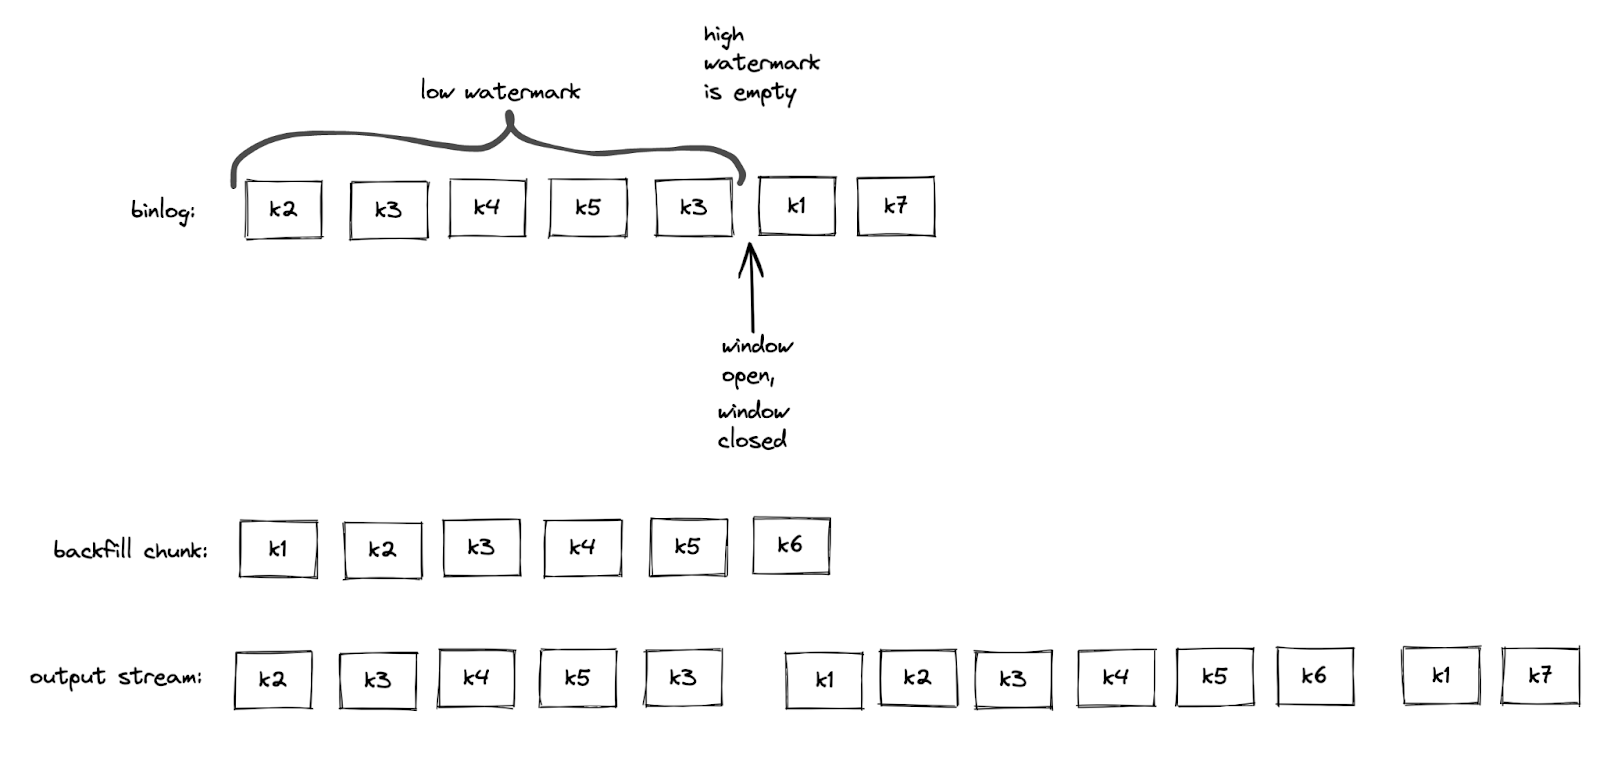 high
watermark
is empty
low watermark
binlog: k2 k3 k4 k5 k3 k1 k7
window
open,
window
closed
backfill chunk: k1 k2 k3 k4 k5 k6
output stream: k2 k3 k4 k5 k3 k1 k2 k3 k4 k5 k6 k1 k7